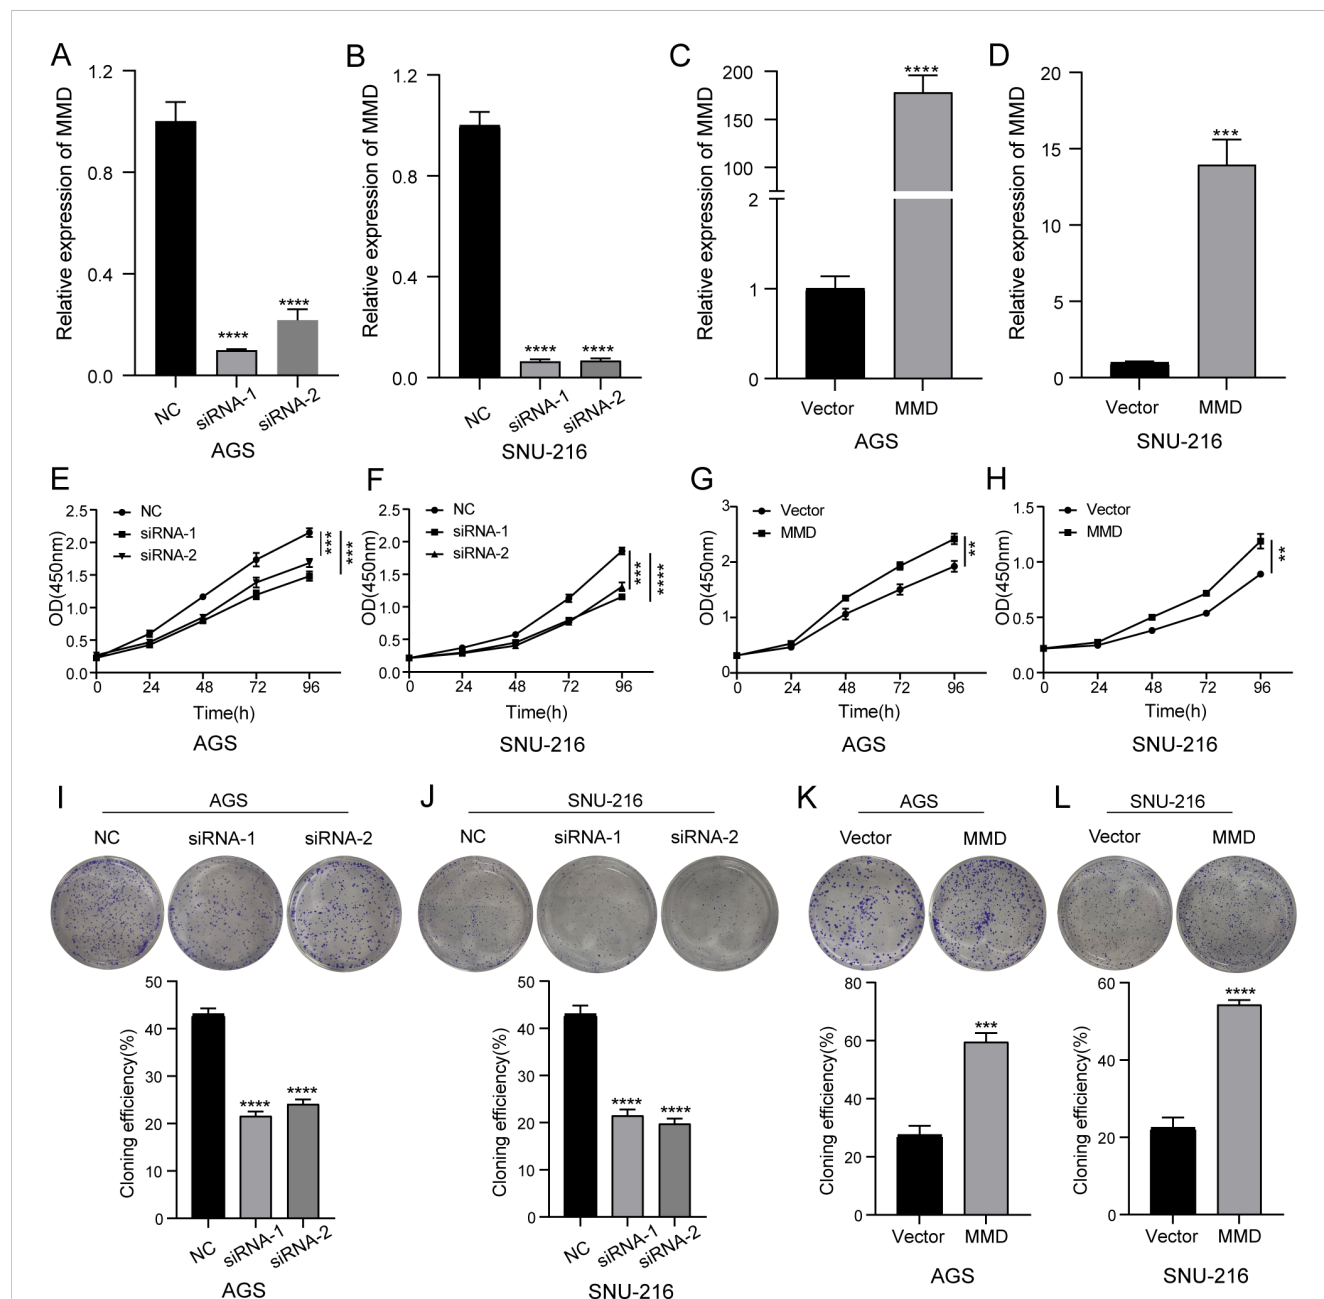 A
Relative expression of MMD
1.2
0.8
0.4
0.0
****
****
NC
siRNA-1
siRNA-2
AGS
B
Relative expression of MMD
1.2
0.8
0.4
0.0
****
****
NC
siRNA-1
siRNA-2
SNU-216
C
Relative expression of MMD
200
150
100
2
1
0
****
Vector
MMD
AGS
D
Relative expression of MMD
20
15
10
5
0
***
Vector
MMD
SNU-216
E
OD(450nm)
2.5
2.0
1.5
1.0
0.5
0.0
NC
siRNA-1
siRNA-2
***
***
0
24
48
72
96
Time(h)
AGS
F
OD(450nm)
2.5
2.0
1.5
1.0
0.5
0.0
NC
siRNA-1
siRNA-2
***
****
0
24
48
72
96
Time(h)
SNU-216
G
OD(450nm)
3
2
1
0
Vector
MMD
**
0
24
48
72
96
Time(h)
AGS
H
OD(450nm)
1.5
1.0
0.5
0.0
Vector
MMD
**
0
24
48
72
96
Time(h)
SNU-216
I
AGS
NC
siRNA-1
siRNA-2
Cloning efficiency(%)
50
40
30
20
10
0
****
****
NC
siRNA-1
siRNA-2
AGS
J
SNU-216
NC
siRNA-1
siRNA-2
Cloning efficiency(%)
50
40
30
20
10
0
****
****
NC
siRNA-1
siRNA-2
SNU-216
K
AGS
Vector
MMD
Cloning efficiency(%)
80
60
40
20
0
***
Vector
MMD
AGS
L
SNU-216
Vector
MMD
Cloning efficiency(%)
60
40
20
0
****
Vector
MMD
SNU-216